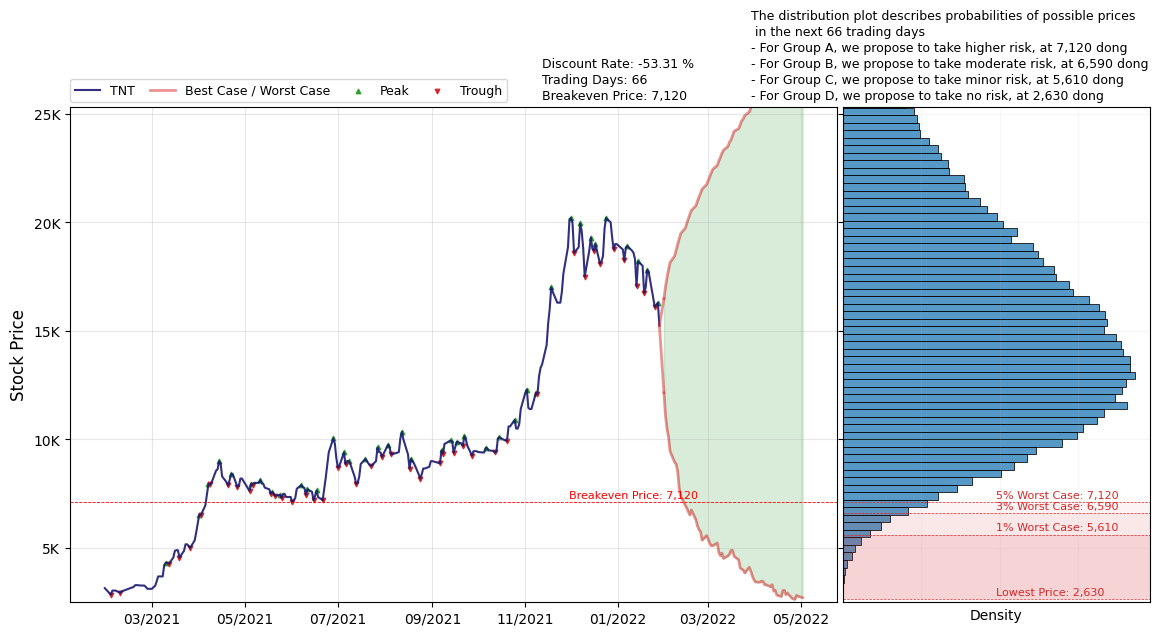 The distribution plot describes probabilities of possible prices
in the next 66 trading days
- For Group A, we propose to take higher risk, at 7,120 dong
- For Group B, we propose to take moderate risk, at 6,590 dong
- For Group C, we propose to take minor risk, at 5,610 dong
- For Group D, we propose to take no risk, at 2,630 dong
Discount Rate: -53.31 %
Trading Days: 66
Breakeven Price: 7,120
TNT
Best Case / Worst Case
Peak
Trough
Stock Price
25K
20K
15K
10K
5K
Breakeven Price: 7,120
03/2021
05/2021
07/2021
09/2021
11/2021
01/2022
03/2022
05/2022
5% Worst Case: 7,120
3% Worst Case: 6,590
1% Worst Case: 5,610
Lowest Price: 2,630
Density